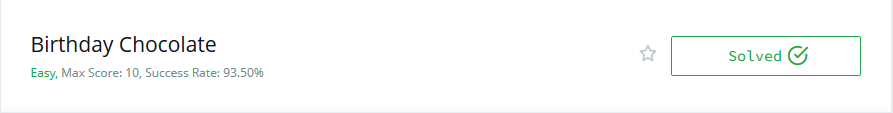 Birthday Chocolate
Solved
Easy, Max Score: 10, Success Rate: 93.50%